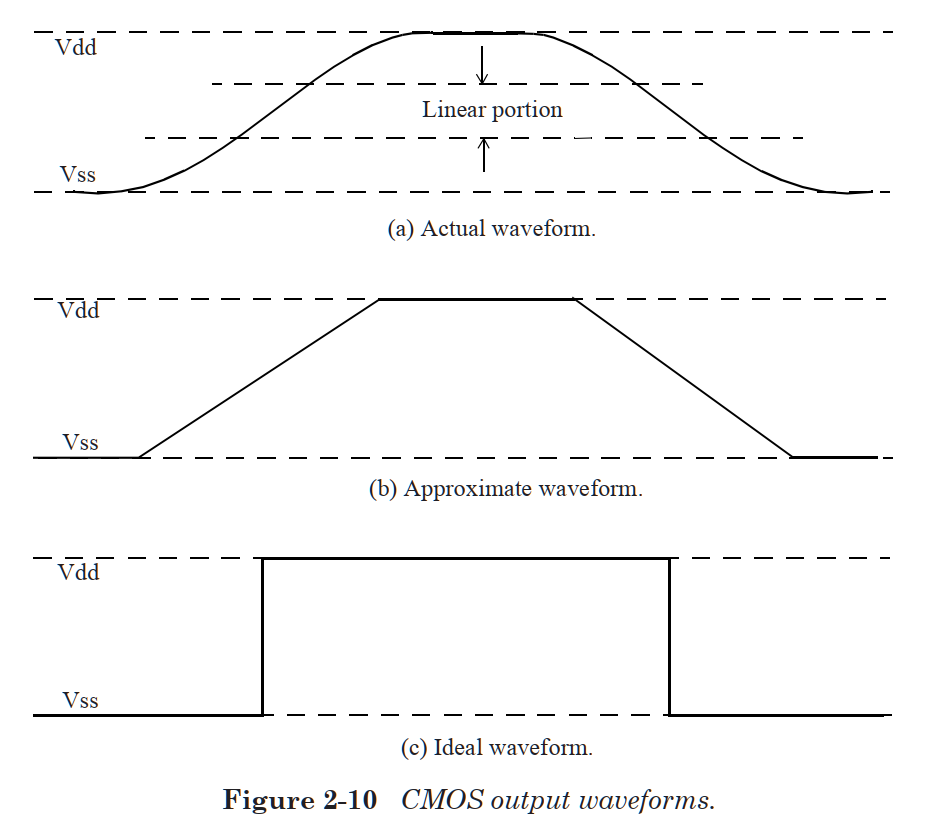 Vdd
Linear portion
Vss
(a) Actual waveform.
Vdd
Vss
(b) Approximate waveform.
Vdd
Vss
(c) Ideal waveform.
Figure 2-10 CMOS output waveforms.